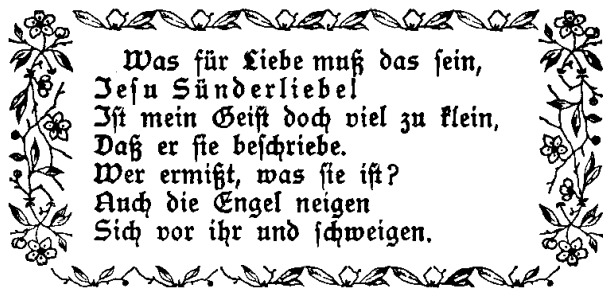 Was für Liebe muß das sein,
Jesu Sünderliebe!
Ist mein Geist doch viel zu klein,
Daß er sie beschriebe.
Wer ermißt, was sie ist?
Auch die Engel neigen
Sich vor ihr und schweigen.